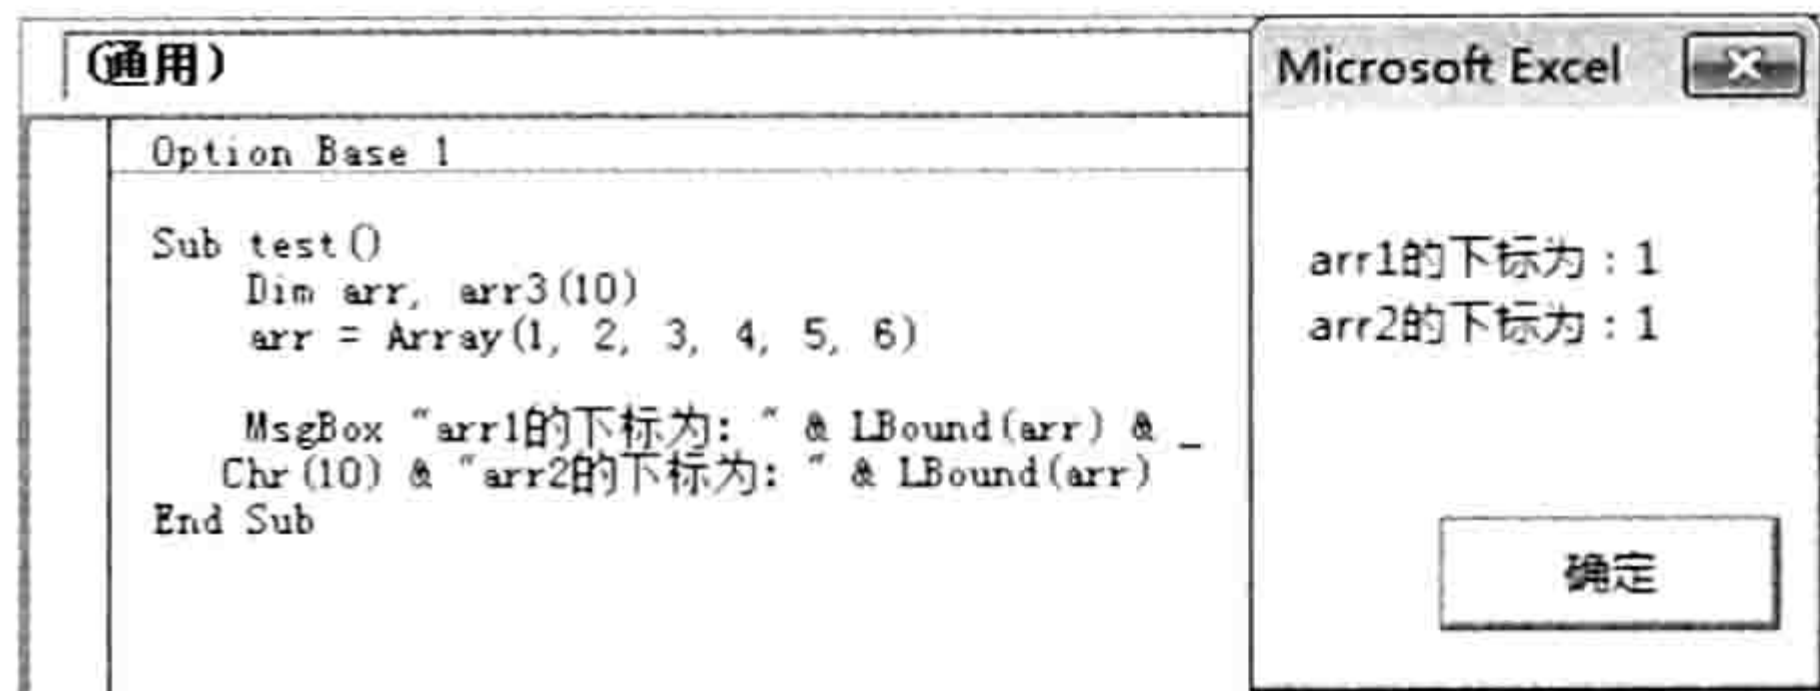 (通用)
Option Base 1
Sub test()
Dim arr, arr3(10)
arr = Array(1, 2, 3, 4, 5, 6)
MsgBox "arr1的下标为: " & LBound(arr) & _
Chr(10) & "arr2的下标为: " & LBound(arr)
End Sub
Microsoft Excel
arr1的下标为：1
arr2的下标为：1
确定